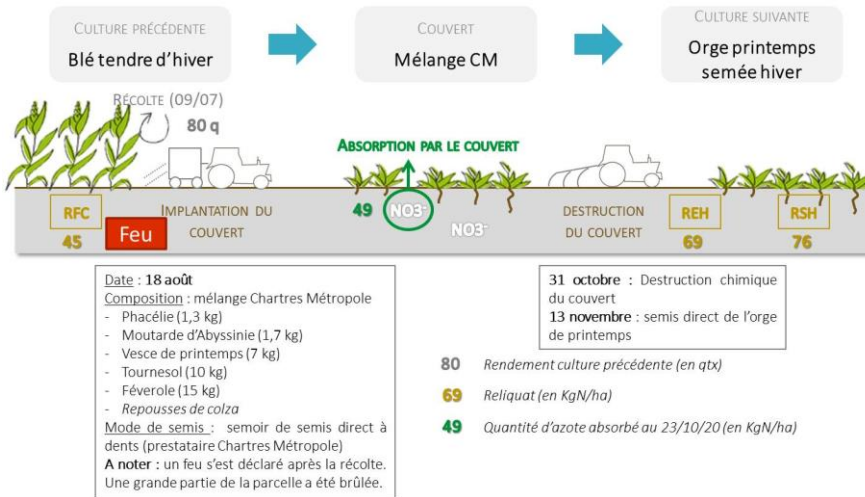 CULTURE PRÉCÉDENTE
Blé tendre d'hiver
COUVERT
Mélange CM
CULTURE SUIVANTE
Orge printemps
semée hiver
RÉCOLTE (09/07)
80 q
ABSORPTION PAR LE COUVERT
RFC
45
Feu
IMPLANTATION DU
COUVERT
49
NO3-
NO3-
DESTRUCTION
DU COUVERT
REH
69
RSH
76
Date : 18 août
Composition : mélange Chartres Métropole
- Phacélie (1,3 kg)
- Moutarde d'Abyssinie (1,7 kg)
- Vesce de printemps (7 kg)
- Tournesol (10 kg)
- Féverole (15 kg)
- Repousses de colza
Mode de semis : semoir de semis direct à
dents (prestataire Chartres Métropole)
A noter : un feu s'est déclaré après la récolte.
Une grande partie de la parcelle a été brûlée.
31 octobre : Destruction chimique
du couvert
13 novembre : semis direct de l'orge
de printemps
80 Rendement culture précédente (en qtx)
69 Reliquat (en KgN/ha)
49 Quantité d'azote absorbé au 23/10/20 (en KgN/ha)